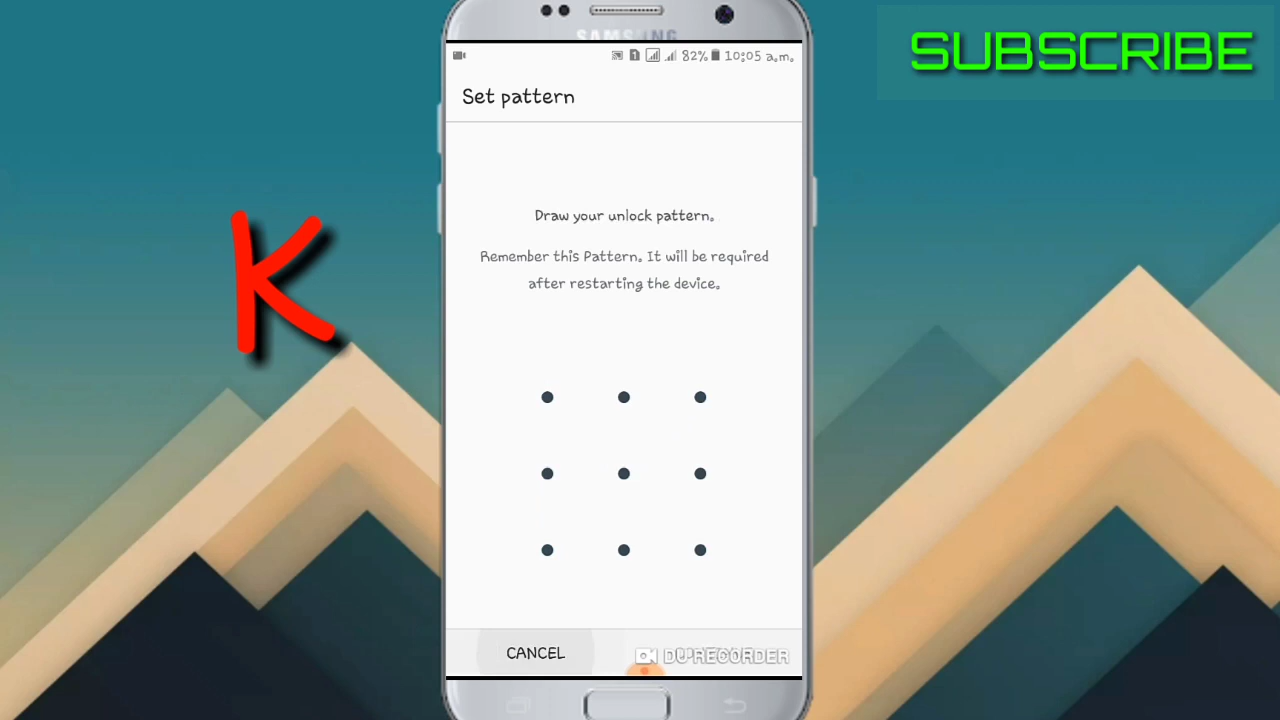 SUBSCRIBE
SAMSUNG
82% 10:05 a.m.
Set pattern
K
Draw your unlock pattern.
Remember this Pattern. It will be required
after restarting the device.
CANCEL
DU RECORDER